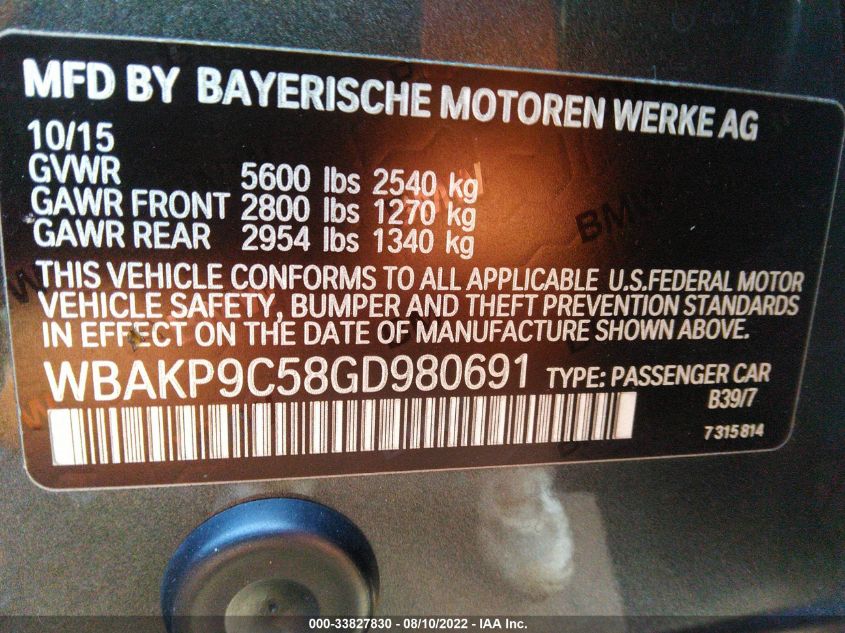 MFD BY BAYERISCHE MOTOREN WERKE AG
10/15
GVWR 5600 lbs 2540 kg
GAWR FRONT 2800 lbs 1270 kg
GAWR REAR 2954 lbs 1340 kg
BMW
BMW
THIS VEHICLE CONFORMS TO ALL APPLICABLE U.S.FEDERAL MOTOR
VEHICLE SAFETY, BUMPER AND THEFT PREVENTION STANDARDS
IN EFFECT ON THE DATE OF MANUFACTURE SHOWN ABOVE.
WBAKP9C58GD980691 TYPE: PASSENGER CAR
B39/7
7315814
000-33827830 - 08/10/2022 - IAA Inc.